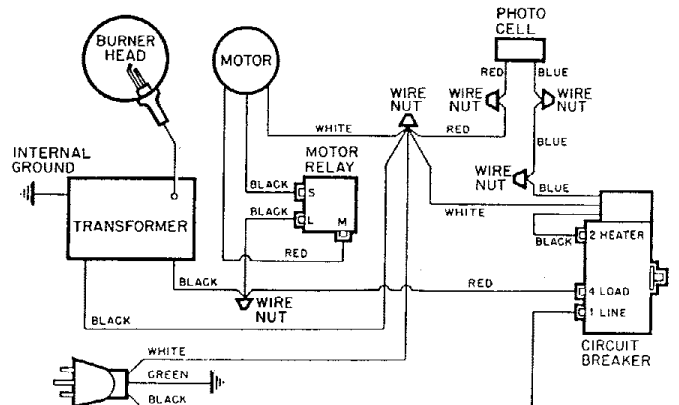 PHOTO
CELL
BURNER
HEAD
MOTOR
RED
BLUE
WIRE
NUT
WIRE
NUT
WIRE
NUT
WHITE
RED
BLUE
INTERNAL
GROUND
MOTOR
RELAY
WIRE
NUT
BLACK
S
BLUE
TRANSFORMER
BLACK
L
M
WHITE
BLACK
2 HEATER
RED
BLACK
RED
4 LOAD
WIRE
NUT
1 LINE
BLACK
CIRCUIT
BREAKER
WHITE
GREEN
BLACK